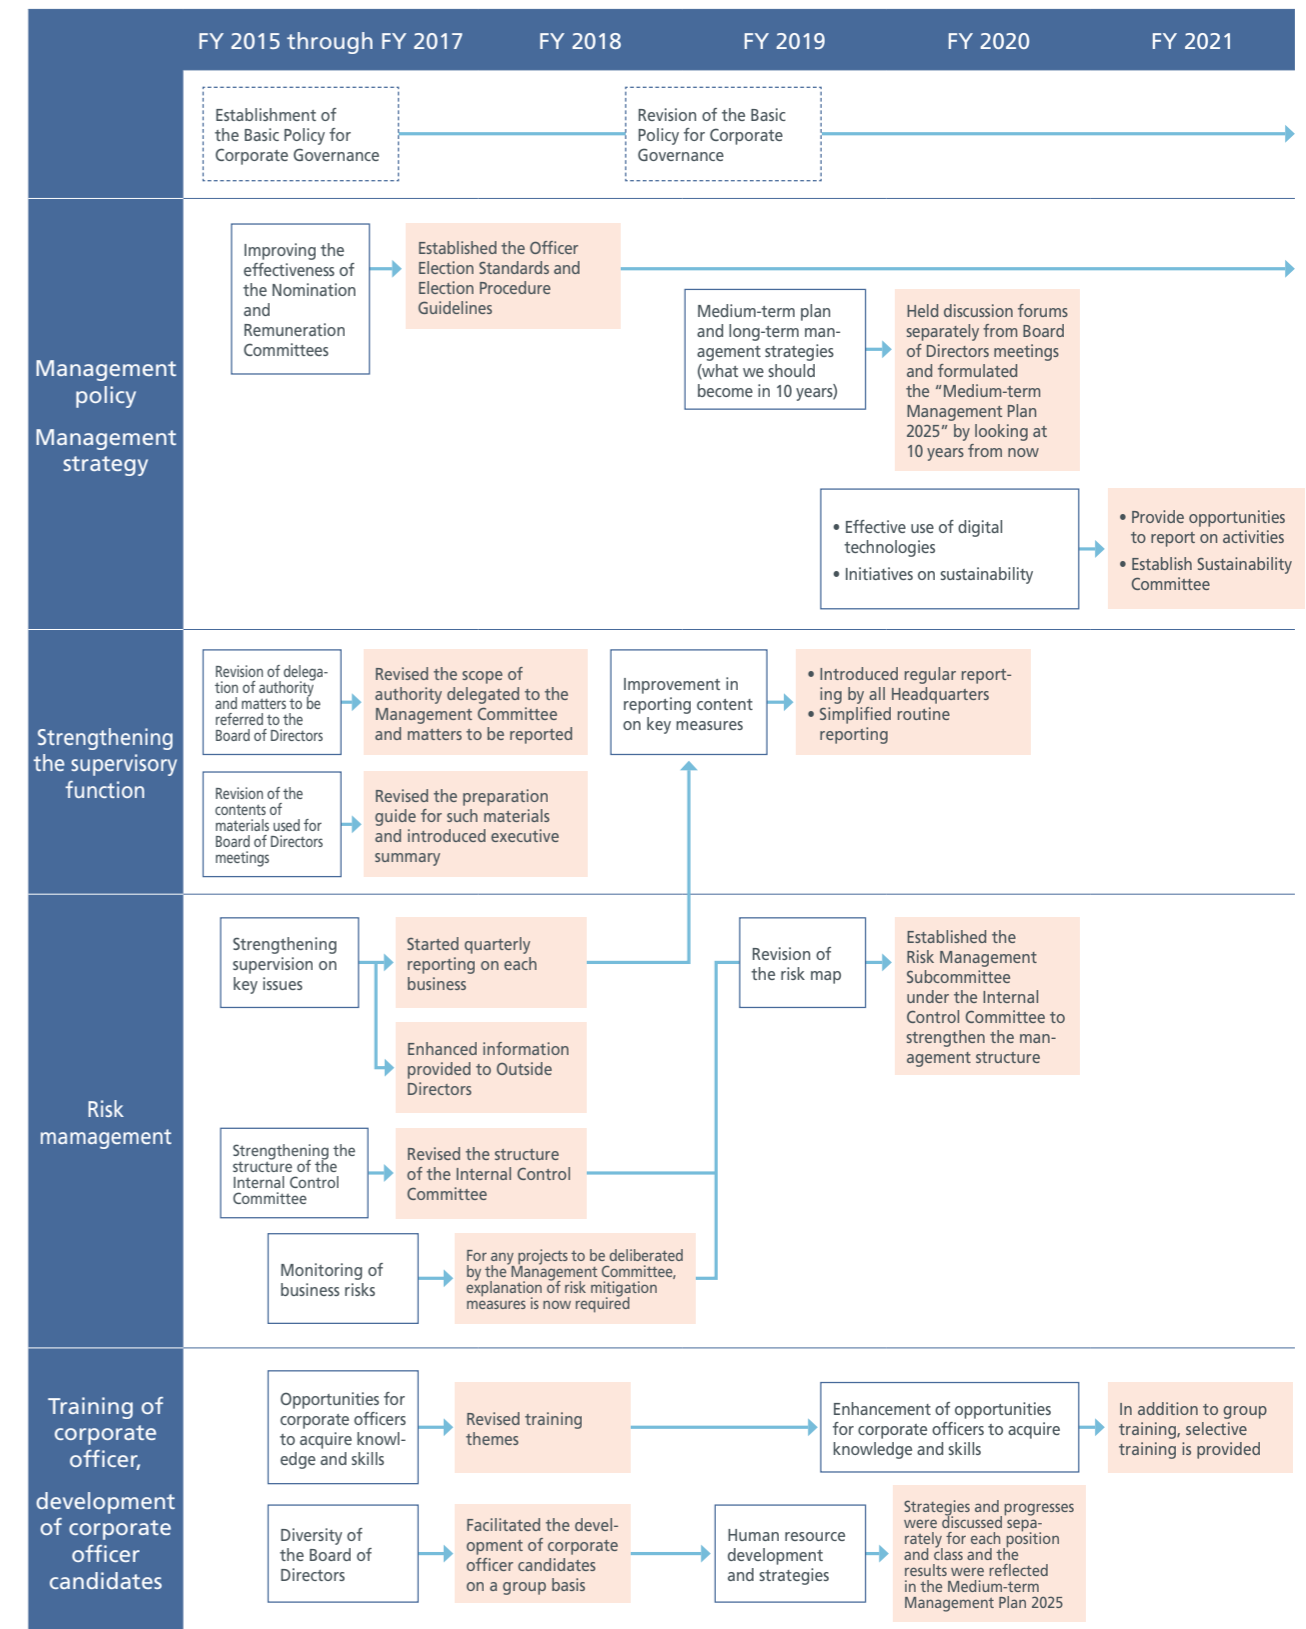 FY 2015 through FY 2017
FY 2018
FY 2019
FY 2020
FY 2021
Establishment of
the Basic Policy for
Corporate Governance
Revision of the Basic
Policy for Corporate
Governance
Management
policy
Management
strategy
Improving the
effectiveness of
the Nomination
and
Remuneration
Committees
Established the Officer
Election Standards and
Election Procedure
Guidelines
Medium-term plan
and long-term man-
agement strategies
(what we should
become in 10 years)
Held discussion forums
separately from Board
of Directors meetings
and formulated
the “Medium-term
Management Plan
2025” by looking at
10 years from now
• Effective use of digital
technologies
• Initiatives on sustainability
• Provide opportunities
to report on activities
• Establish Sustainability
Committee
Strengthening
the supervisory
function
Revision of delega-
tion of authority
and matters to be
referred to the
Board of Directors
Revised the scope of
authority delegated to the
Management Committee
and matters to be reported
Improvement in
reporting content
on key measures
• Introduced regular report-
ing by all Headquarters
• Simplified routine
reporting
Revision of the
contents of
materials used for
Board of Directors
meetings
Revised the preparation
guide for such materials
and introduced executive
summary
Risk
mamagement
Strengthening
supervision on
key issues
Started quarterly
reporting on each
business
Revision of
the risk map
Established the
Risk Management
Subcommittee
under the Internal
Control Committee to
strengthen the man-
agement structure
Enhanced information
provided to Outside
Directors
Strengthening the
structure of the
Internal Control
Committee
Revised the structure
of the Internal Control
Committee
Monitoring of
business risks
For any projects to be deliberated
by the Management Committee,
explanation of risk mitigation
measures is now required
Training of
corporate
officer,
development
of corporate
officer
candidates
Opportunities for
corporate officers
to acquire knowl-
edge and skills
Revised training
themes
Enhancement of opportunities
for corporate officers to acquire
knowledge and skills
In addition to group
training, selective
training is provided
Diversity of
the Board of
Directors
Facilitated the devel-
opment of corporate
officer candidates
on a group basis
Human resource
development
and strategies
Strategies and progresses
were discussed sepa-
rately for each position
and class and the
results were reflected
in the Medium-term
Management Plan 2025